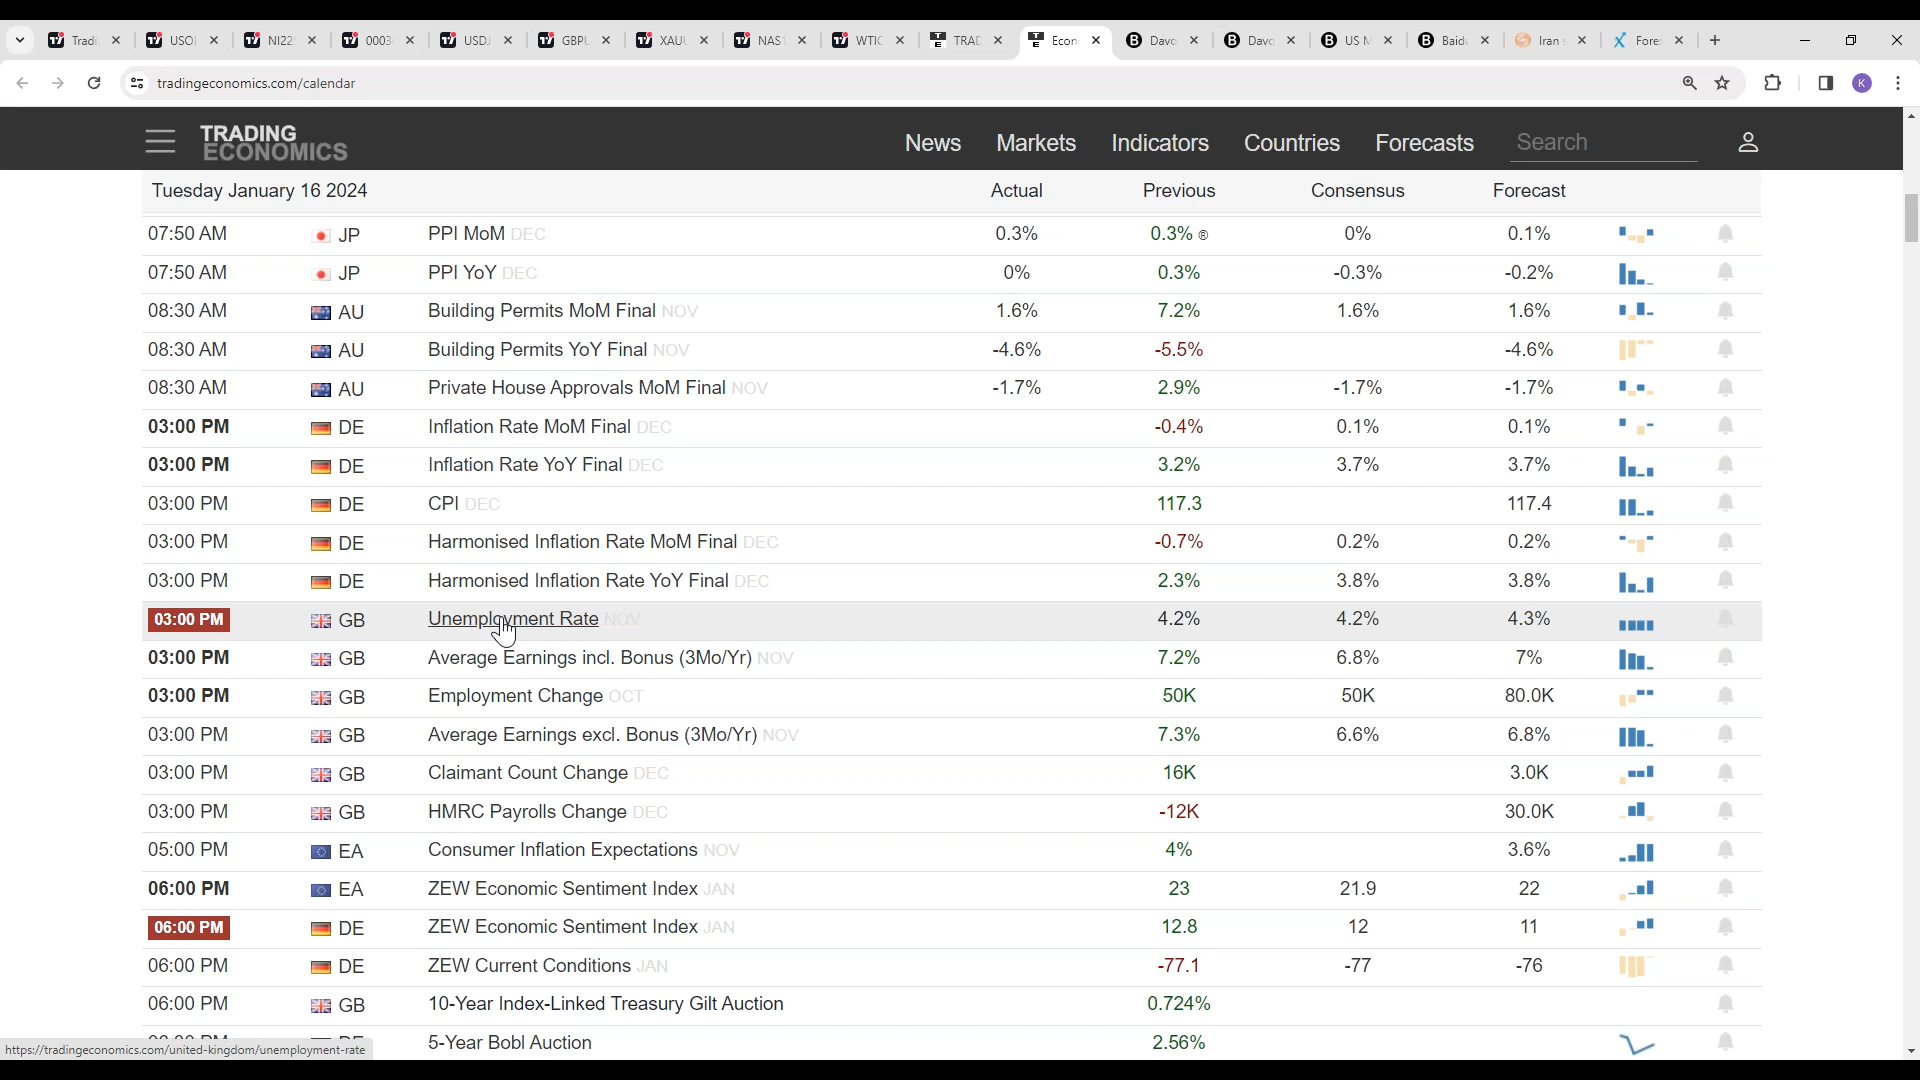 Tradi USOI NI22 0003 USDJ GBPU XAUU NAS1 WTIC TRAD Econ Davo Davo US M Baidu Iran s Fore
tradingeconomics.com/calendar K
TRADING
ECONOMICS
News Markets Indicators Countries Forecasts Search
Tuesday January 16 2024 Actual Previous Consensus Forecast
07:50 AM JP PPI MoM DEC 0.3% 0.3% ® 0% 0.1%
07:50 AM JP PPI YoY DEC 0% 0.3% -0.3% -0.2%
08:30 AM AU Building Permits MoM Final NOV 1.6% 7.2% 1.6% 1.6%
08:30 AM AU Building Permits YoY Final NOV -4.6% -5.5% -4.6%
08:30 AM AU Private House Approvals MoM Final NOV -1.7% 2.9% -1.7% -1.7%
03:00 PM DE Inflation Rate MoM Final DEC -0.4% 0.1% 0.1%
03:00 PM DE Inflation Rate YoY Final DEC 3.2% 3.7% 3.7%
03:00 PM DE CPI DEC 117.3 117.4
03:00 PM DE Harmonised Inflation Rate MoM Final DEC -0.7% 0.2% 0.2%
03:00 PM DE Harmonised Inflation Rate YoY Final DEC 2.3% 3.8% 3.8%
03:00 PM GB Unemployment Rate NOV 4.2% 4.2% 4.3%
03:00 PM GB Average Earnings incl. Bonus (3Mo/Yr) NOV 7.2% 6.8% 7%
03:00 PM GB Employment Change OCT 50K 50K 80.0K
03:00 PM GB Average Earnings excl. Bonus (3Mo/Yr) NOV 7.3% 6.6% 6.8%
03:00 PM GB Claimant Count Change DEC 16K 3.0K
03:00 PM GB HMRC Payrolls Change DEC -12K 30.0K
05:00 PM EA Consumer Inflation Expectations NOV 4% 3.6%
06:00 PM EA ZEW Economic Sentiment Index JAN 23 21.9 22
06:00 PM DE ZEW Economic Sentiment Index JAN 12.8 12 11
06:00 PM DE ZEW Current Conditions JAN -77.1 -77 -76
06:00 PM GB 10-Year Index-Linked Treasury Gilt Auction 0.724%
5-Year Bobl Auction 2.56%
https://tradingeconomics.com/united-kingdom/unemployment-rate